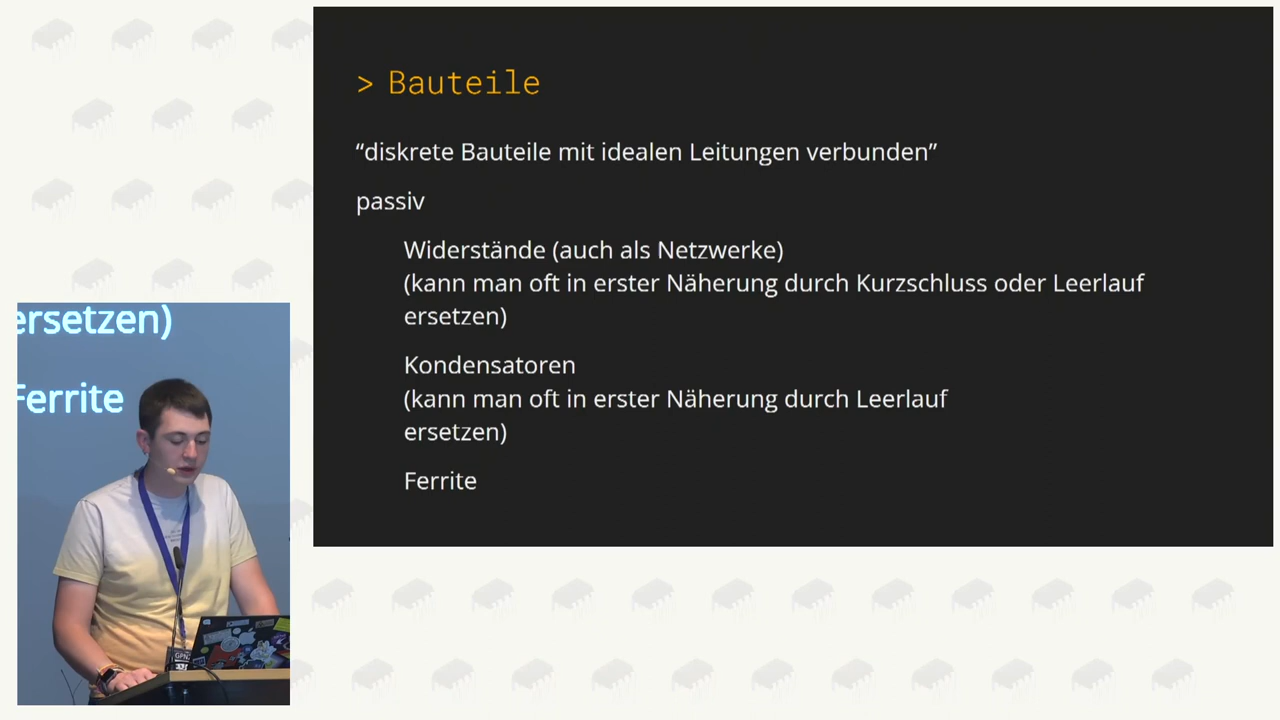 > Bauteile
“diskrete Bauteile mit idealen Leitungen verbunden”
passiv
Widerstände (auch als Netzwerke)
(kann man oft in erster Näherung durch Kurzschluss oder Leerlauf
ersetzen)
Kondensatoren
(kann man oft in erster Näherung durch Leerlauf
ersetzen)
Ferrite
ersetzen)
Ferrite